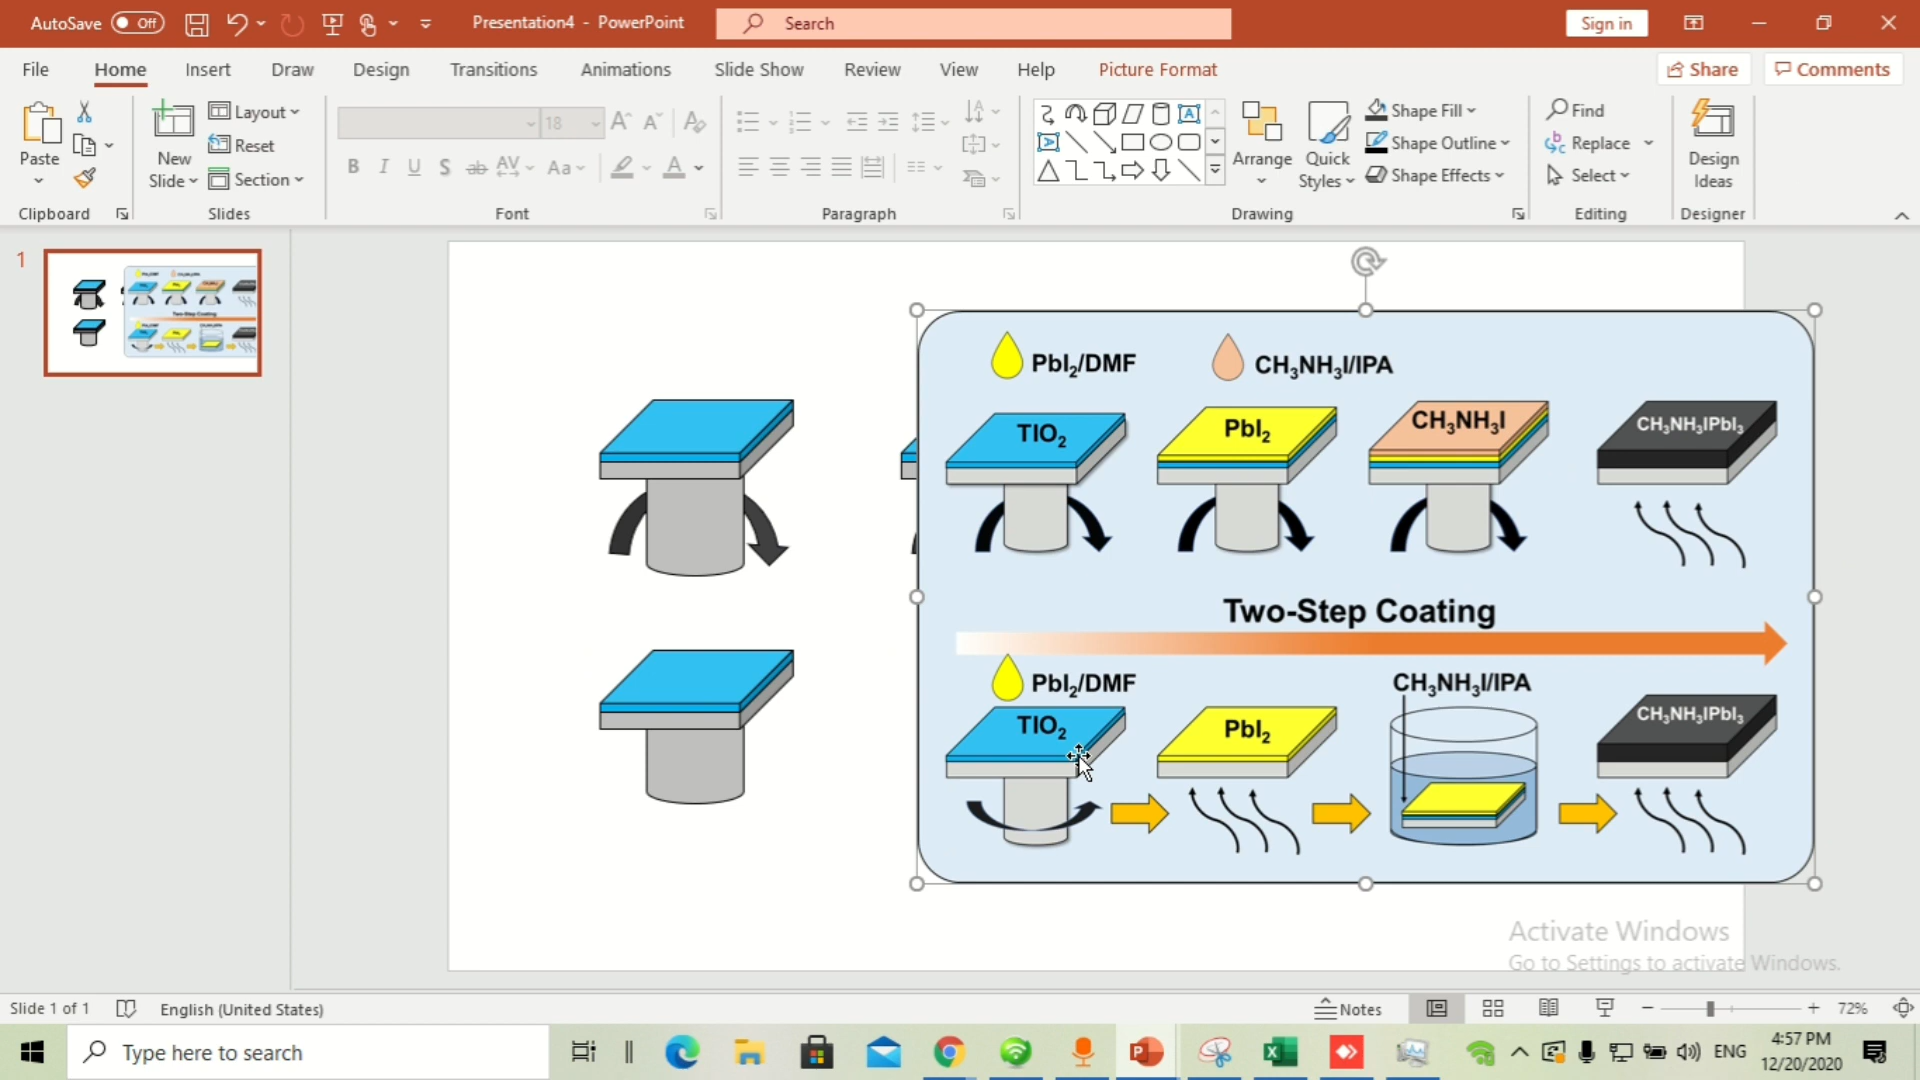 AutoSave Off
Presentation4 - PowerPoint
Search
Sign in
File Home Insert Draw Design Transitions Animations Slide Show Review View Help Picture Format
Share Comments
Paste
New Slide
Layout
Reset
Section
18
B I U S ab AV Aa A
Arrange
Quick Styles
Shape Fill
Shape Outline
Shape Effects
Find
Replace
Select
Design Ideas
Clipboard Slides Font Paragraph Drawing Editing Designer
1
PbI2/DMF CH3NH3I/IPA
TIO2 PbI2 CH3NH3I CH3NH3IPbI3
Two-Step Coating
PbI2/DMF CH3NH3I/IPA
TIO2 PbI2 CH3NH3IPbI3
Activate Windows
Go to Settings to activate Windows.
Slide 1 of 1 English (United States) Notes 72%
Type here to search
ENG
4:57 PM
12/20/2020